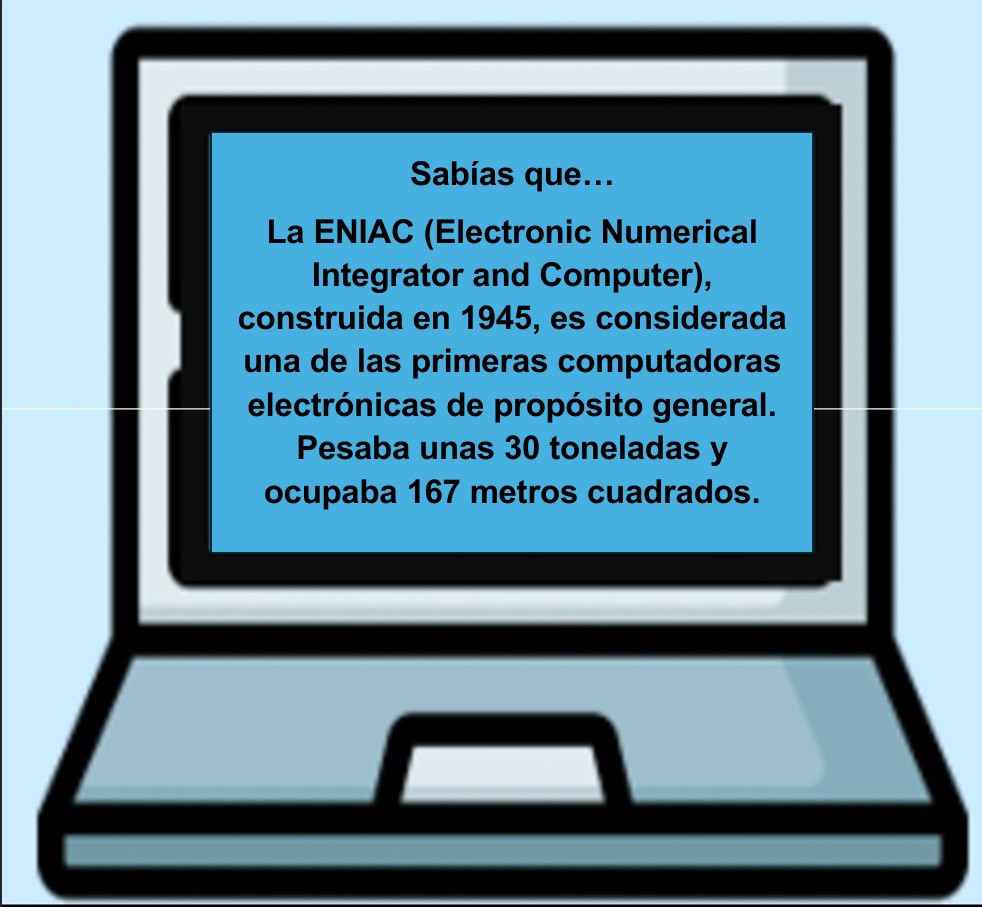 Sabías que…
La ENIAC (Electronic Numerical
Integrator and Computer),
construida en 1945, es considerada
una de las primeras computadoras
electrónicas de propósito general.
Pesaba unas 30 toneladas y
ocupaba 167 metros cuadrados.